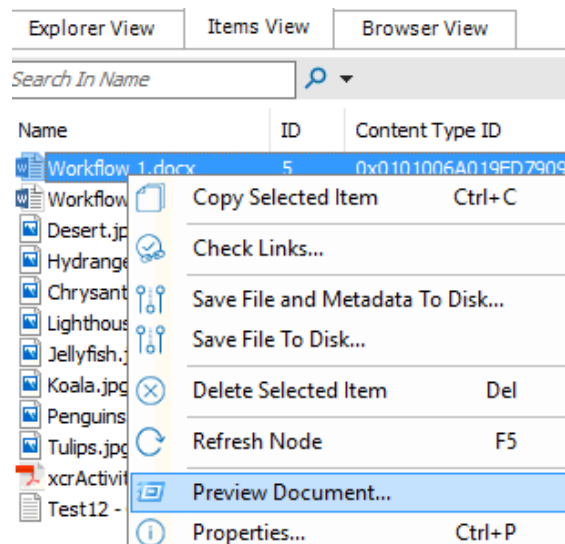 Explorer View Items View Browser View
Search In Name
Name ID Content Type ID
Workflow 1.docx 5 0x0101006A019ED7909
Workflow
Copy Selected Item Ctrl+C
Desert.jp
Hydrange
Check Links...
Chrysant
Save File and Metadata To Disk...
Lighthous
Save File To Disk...
Jellyfish.j
Koala.jpg
Delete Selected Item Del
Penguins
Tulips.jpg
Refresh Node F5
xcrActivit
Preview Document...
Test12 -
Properties... Ctrl+P